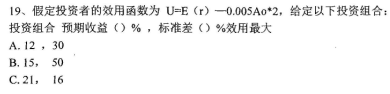 19、假定投资者的效用函数为 U=E（r）—0.005Ao*2，给定以下投资组合：
投资组合 预期收益（）%，标准差（）%效用最大
A. 12 ，30
B. 15， 50
C. 21， 16